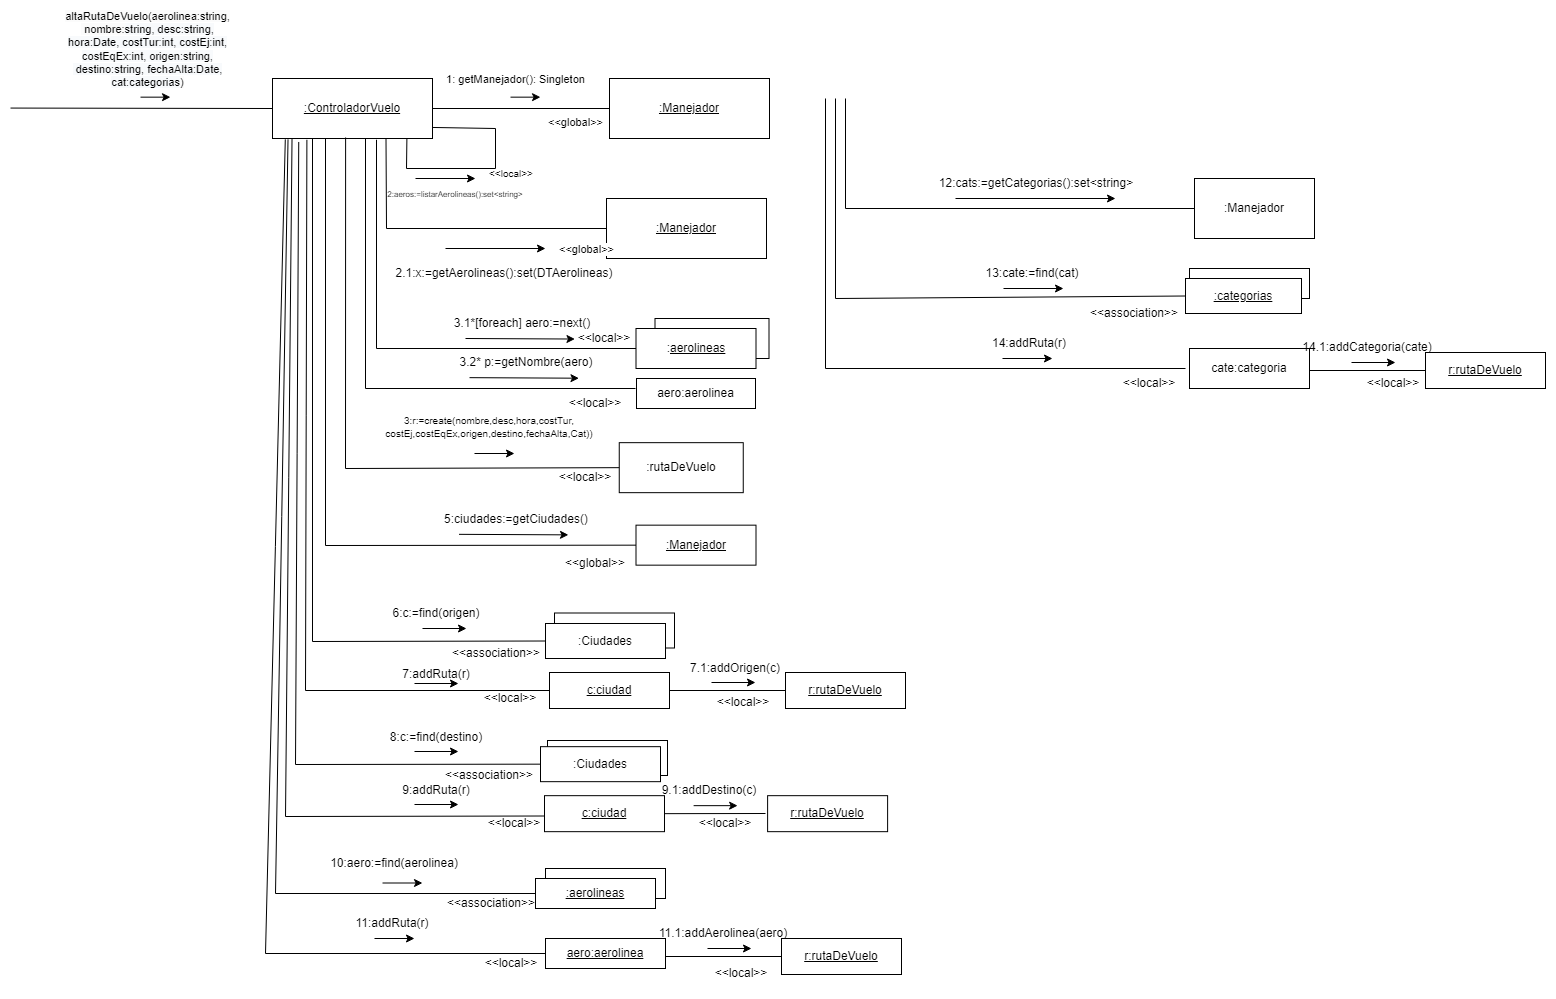 altaRutaDeVuelo(aerolinea:string,
nombre:string, desc:string,
hora:Date, costTur:int, costEj:int,
costEqEx:int, origen:string,
destino:string, fechaAlta:Date,
cat:categorias)
:ControladorVuelo
1: getManejador(): Singleton
<<global>>
:Manejador
<<local>>
2:aeros:=listarAerolineas():set<string>
:Manejador
<<global>>
2.1:x:=getAerolineas():set(DTAerolineas)
3.1*[foreach] aero:=next()
<<local>>
:aerolineas
3.2* p:=getNombre(aero)
<<local>>
aero:aerolinea
3:r:=create(nombre,desc,hora,costTur,
costEj,costEqEx,origen,destino,fechaAlta,Cat))
<<local>>
:rutaDeVuelo
5:ciudades:=getCiudades()
<<global>>
:Manejador
6:c:=find(origen)
<<association>>
:Ciudades
7:addRuta(r)
<<local>>
c:ciudad
7.1:addOrigen(c)
<<local>>
r:rutaDeVuelo
8:c:=find(destino)
<<association>>
:Ciudades
9:addRuta(r)
<<local>>
c:ciudad
9.1:addDestino(c)
<<local>>
r:rutaDeVuelo
10:aero:=find(aerolinea)
<<association>>
:aerolineas
11:addRuta(r)
<<local>>
aero:aerolinea
11.1:addAerolinea(aero)
<<local>>
r:rutaDeVuelo
12:cats:=getCategorias():set<string>
:Manejador
13:cate:=find(cat)
<<association>>
:categorias
14:addRuta(r)
<<local>>
cate:categoria
14.1:addCategoria(cate)
<<local>>
r:rutaDeVuelo